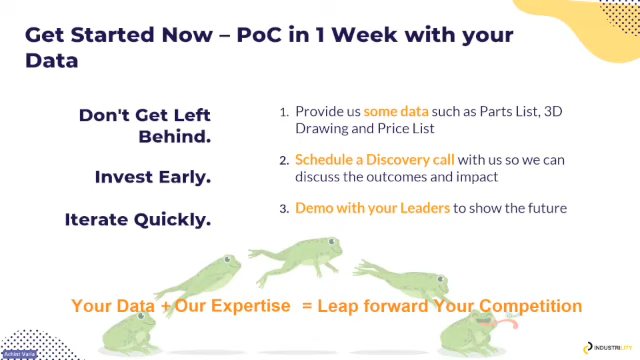 Get Started Now – PoC in 1 Week with your
Data
Don't Get Left
Behind.
Invest Early.
Iterate Quickly.
1. Provide us some data such as Parts List, 3D
Drawing and Price List
2. Schedule a Discovery call with us so we can
discuss the outcomes and impact
3. Demo with your Leaders to show the future
Your Data + Our Expertise = Leap forward Your Competition
INDUSTRILITY